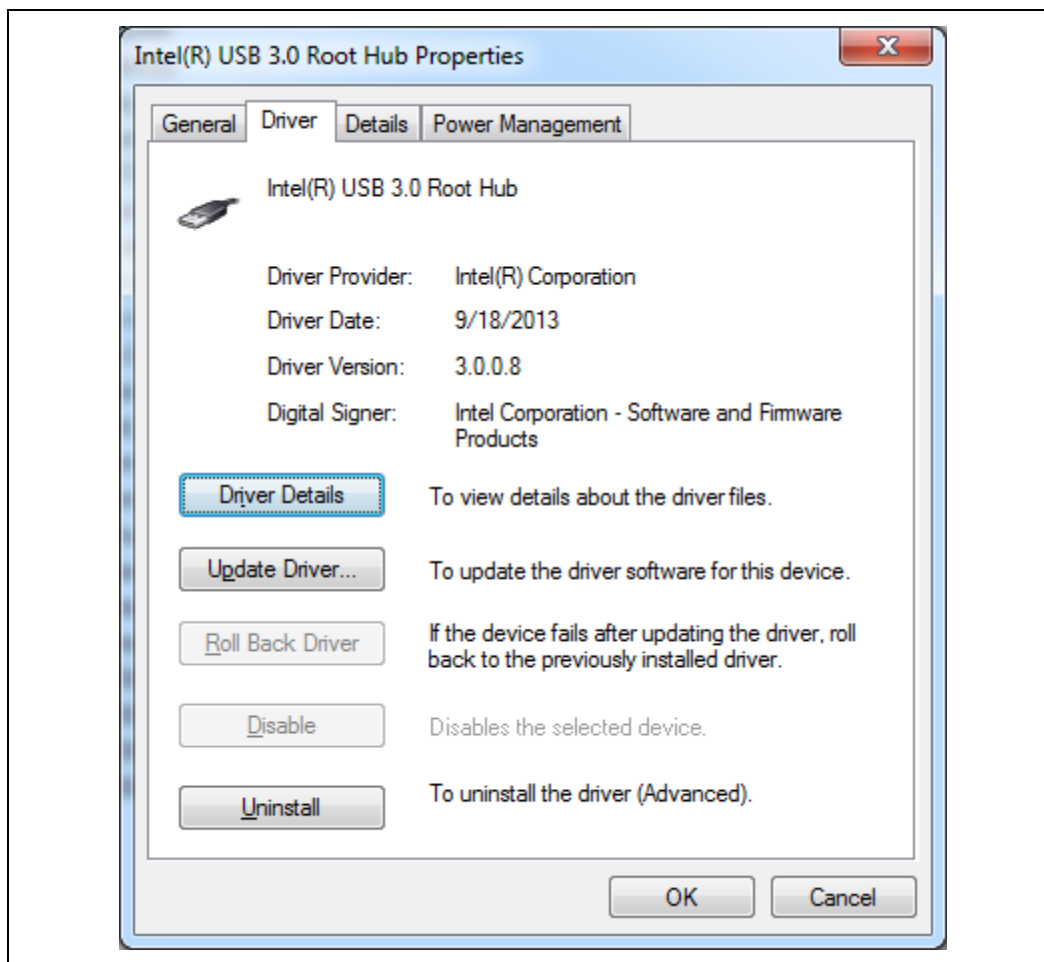 Intel(R) USB 3.0 Root Hub Properties
General Driver Details Power Management
Intel(R) USB 3.0 Root Hub
Driver Provider: Intel(R) Corporation
Driver Date: 9/18/2013
Driver Version: 3.0.0.8
Digital Signer: Intel Corporation - Software and Firmware
Products
Driver Details To view details about the driver files.
Update Driver... To update the driver software for this device.
Roll Back Driver If the device fails after updating the driver, roll
back to the previously installed driver.
Disable Disables the selected device.
Uninstall To uninstall the driver (Advanced).
OK Cancel